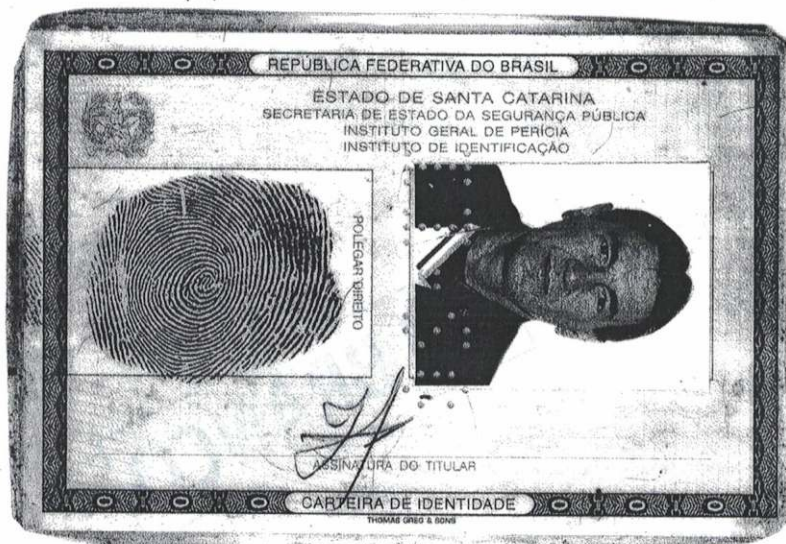 REPÚBLICA FEDERATIVA DO BRASIL
ESTADO DE SANTA CATARINA
SECRETARIA DE ESTADO DA SEGURANÇA PÚBLICA
INSTITUTO GERAL DE PERÍCIA
INSTITUTO DE IDENTIFICAÇÃO
POLEGAR DIREITO
ASSINATURA DO TITULAR
CARTEIRA DE IDENTIDADE
THOMAS GREG & SONS